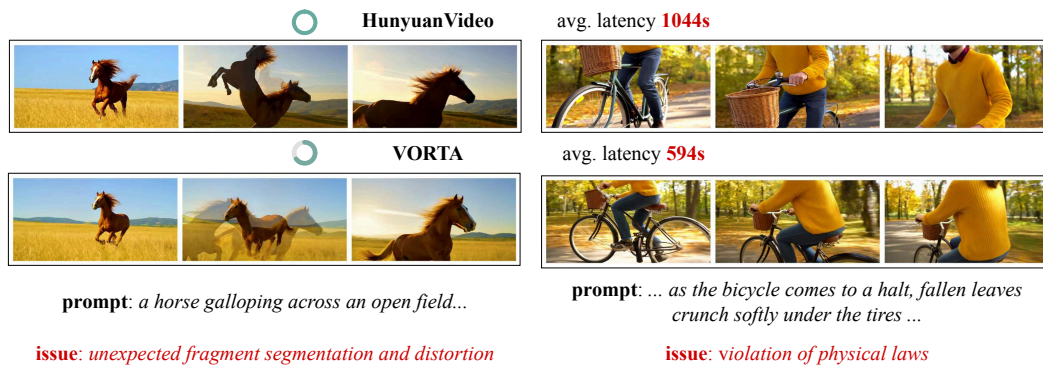 HunyuanVideo avg. latency 1044s
VORTA avg. latency 594s
prompt: a horse galloping across an open field...
issue: unexpected fragment segmentation and distortion
prompt: ... as the bicycle comes to a halt, fallen leaves
crunch softly under the tires ...
issue: violation of physical laws